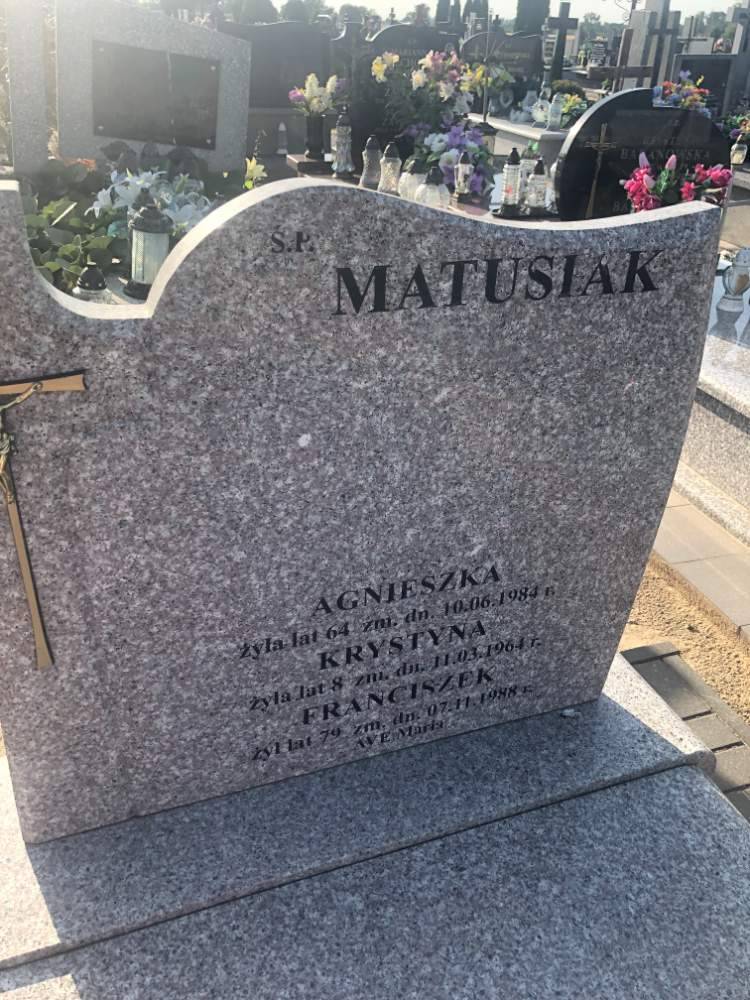 Ś.P.
MATUSIAK
AGNIESZKA
żyła lat 64 zm. dn. 10.06.1984 r.
KRYSTYNA
żyła lat 8 zm. dn. 11.03.1964 r.
FRANCISZEK
żył lat 79 zm. dn. 07.11.1988 r.
AVE Maria